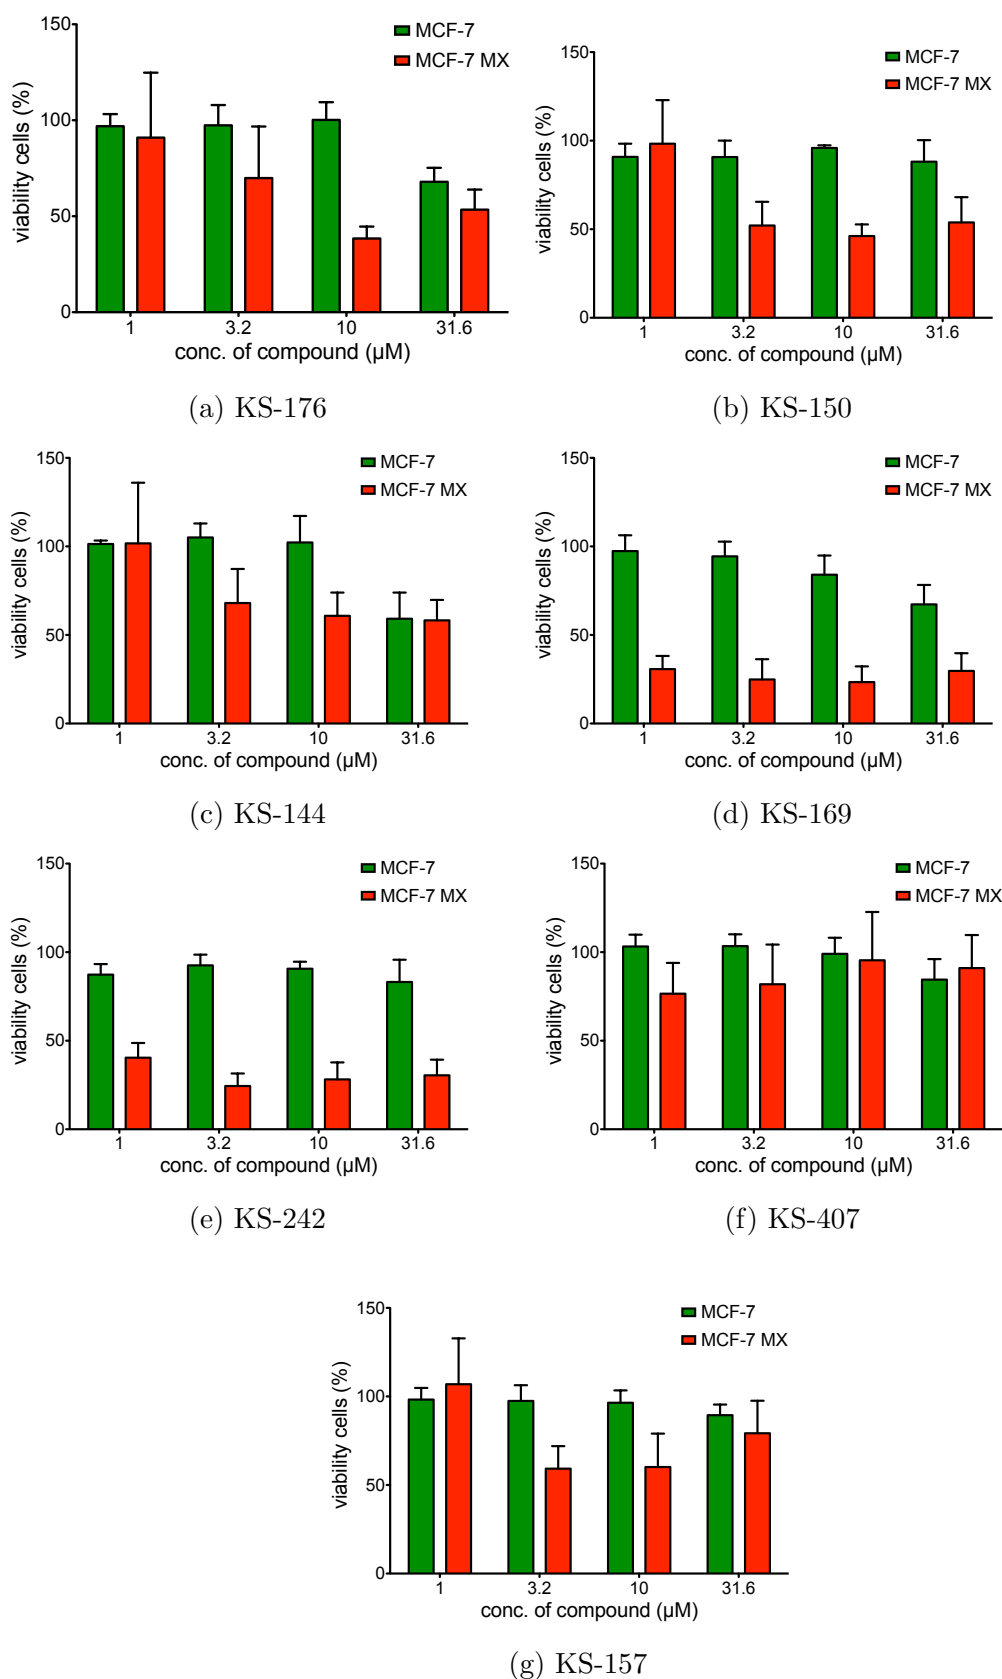 MCF-7
MCF-7 MX
viability cells (%)
150
100
50
0
1 3.2 10 31.6
conc. of compound (µM)
(a) KS-176
MCF-7
MCF-7 MX
viability cells (%)
150
100
50
0
1 3.2 10 31.6
conc. of compound (µM)
(b) KS-150
MCF-7
MCF-7 MX
viability cells (%)
150
100
50
0
1 3.2 10 31.6
conc. of compound (µM)
(c) KS-144
MCF-7
MCF-7 MX
viability cells (%)
150
100
50
0
1 3.2 10 31.6
conc. of compound (µM)
(d) KS-169
MCF-7
MCF-7 MX
viability cells (%)
150
100
50
0
1 3.2 10 31.6
conc. of compound (µM)
(e) KS-242
MCF-7
MCF-7 MX
viability cells (%)
150
100
50
0
1 3.2 10 31.6
conc. of compound (µM)
(f) KS-407
MCF-7
MCF-7 MX
viability cells (%)
150
100
50
0
1 3.2 10 31.6
conc. of compound (µM)
(g) KS-157